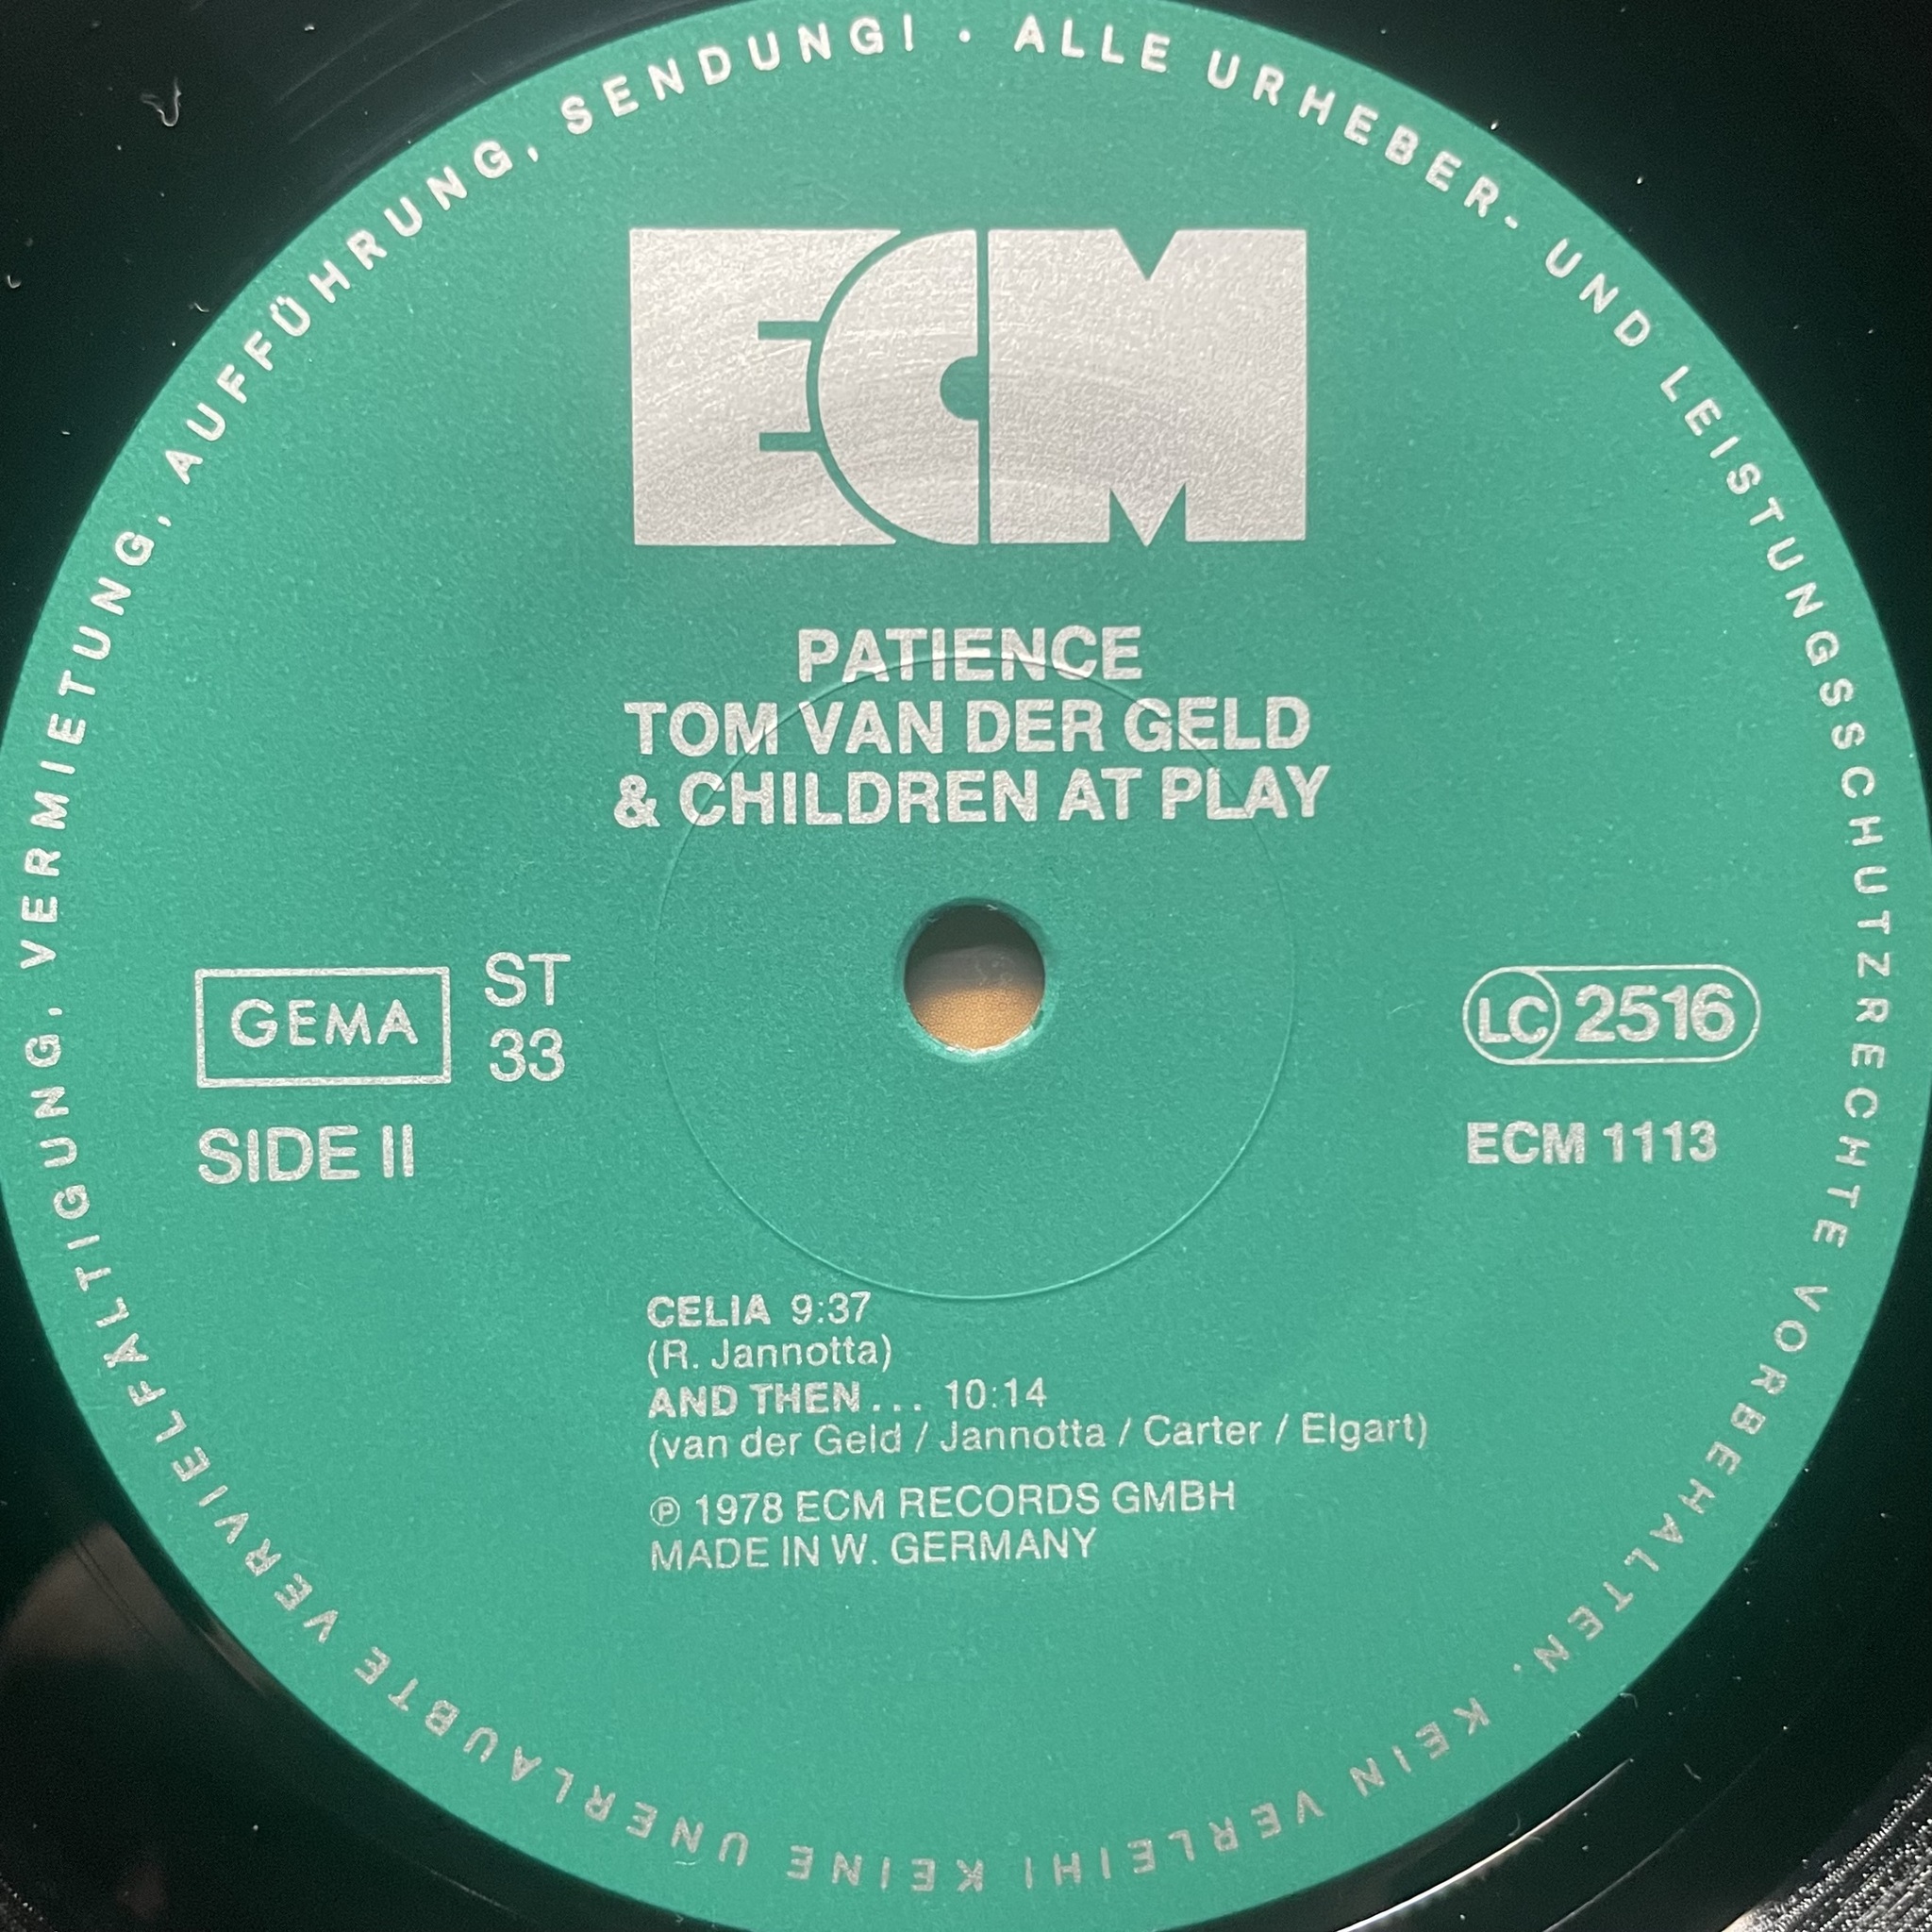 ALLE URHEBER- UND LEISTUNGSSCHUTZRECHTE VORBEHALTEN. KEIN VERLEIH! KEINE UNERLAUBTE VERVIELFÄLTIGUNG, VERMIETUNG, AUFFÜHRUNG, SENDUNG! •
ECM
PATIENCE
TOM VAN DER GELD
& CHILDREN AT PLAY
GEMA
ST
33
SIDE II
LC 2516
ECM 1113
CELIA 9:37
(R. Jannotta)
AND THEN... 10:14
(van der Geld / Jannotta / Carter / Elgart)
℗ 1978 ECM RECORDS GMBH
MADE IN W. GERMANY